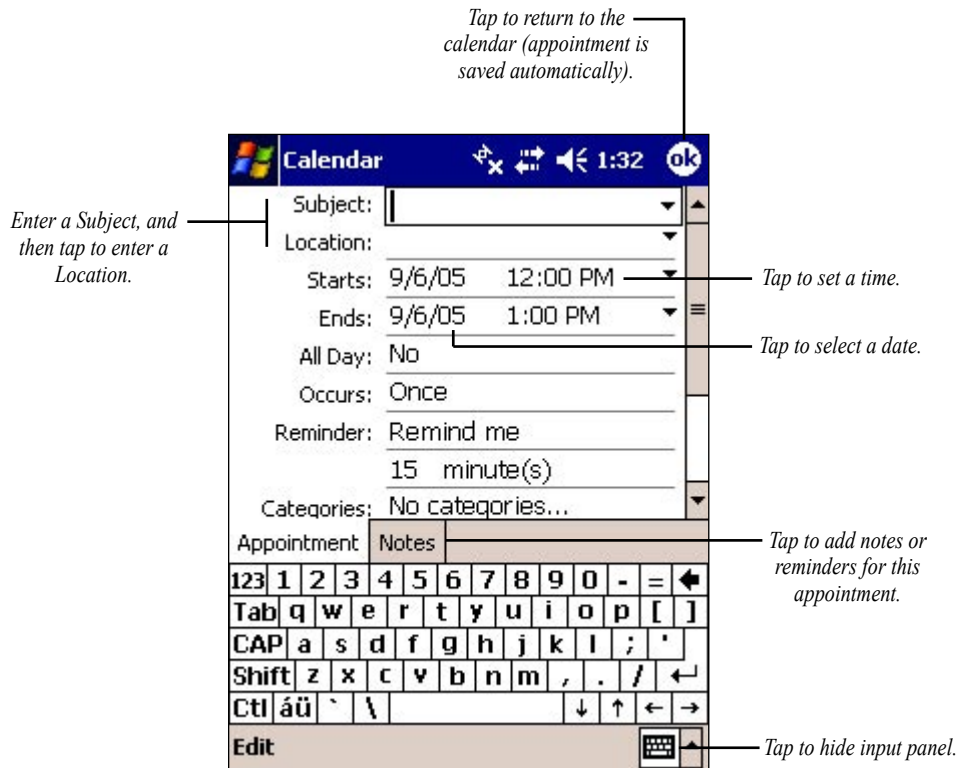 Tap to return to the
calendar (appointment is
saved automatically).
Calendar 1:32 ok
Enter a Subject, and
then tap to enter a
Location.
Subject:
Location:
Starts: 9/6/05 12:00 PM
Tap to set a time.
Ends: 9/6/05 1:00 PM
Tap to select a date.
All Day: No
Occurs: Once
Reminder: Remind me
15 minute(s)
Categories: No categories...
Appointment Notes
Tap to add notes or
reminders for this
appointment.
123 1 2 3 4 5 6 7 8 9 0 - =
Tab q w e r t y u i o p [ ]
CAP a s d f g h j k l ; '
Shift z x c v b n m , . /
Ctl áü ` \ ↓ ↑ ← →
Edit
Tap to hide input panel.